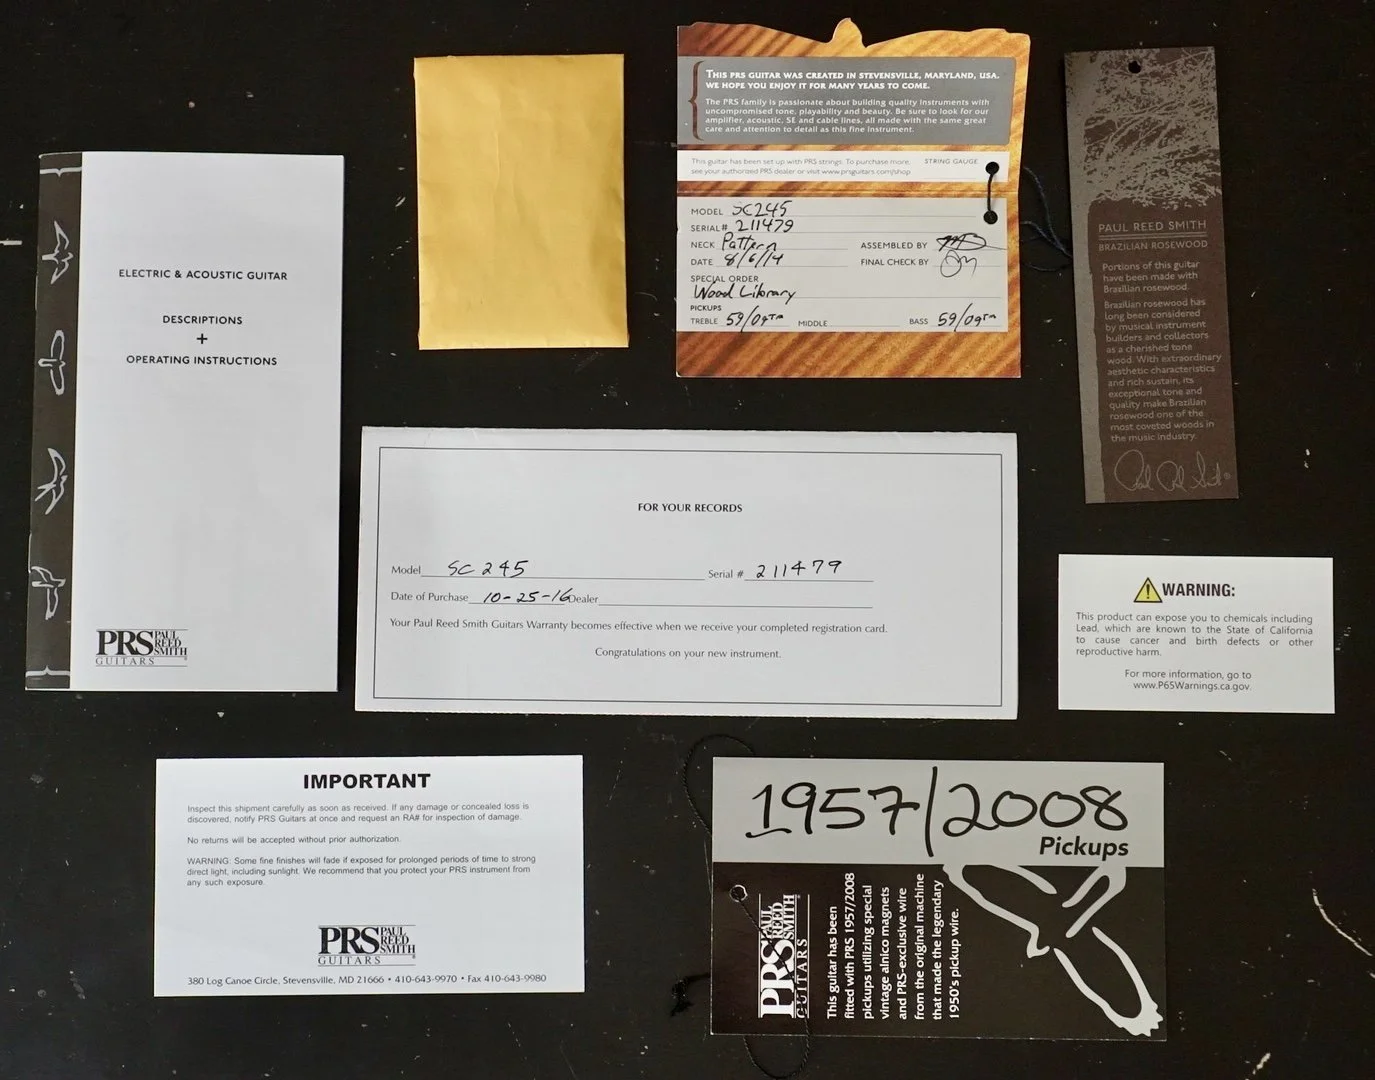 ELECTRIC & ACOUSTIC GUITAR
DESCRIPTIONS
+
OPERATING INSTRUCTIONS
PRS PAUL REED SMITH
GUITARS
THIS PRS GUITAR WAS CREATED IN STEVENSVILLE, MARYLAND, USA.
WE HOPE YOU ENJOY IT FOR MANY YEARS TO COME.
The PRS family is passionate about building quality instruments with
uncompromised tone, playability and beauty. Be sure to look for our
amplifier, acoustic, SE and cable lines, all made with the same great
care and attention to detail as this fine instrument.
This guitar has been set up with PRS strings. To purchase more,
see your authorized PRS dealer or visit www.prsguitars.com/shop
STRING GAUGE
MODEL SC245
SERIAL# 211479
NECK Pattern
ASSEMBLED BY
DATE 8/6/14
FINAL CHECK BY
SPECIAL ORDER
Wood Library
PICKUPS
TREBLE 59/09TM MIDDLE BASS 59/09TM
PAUL REED SMITH
BRAZILIAN ROSEWOOD
Portions of this guitar
have been made with
Brazilian rosewood.
Brazilian rosewood has
long been considered
by musical instrument
builders and collectors
as a cherished tone
wood. With extraordinary
aesthetic characteristics
and rich sustain, its
exceptional tone and
quality make Brazilian
rosewood one of the
most coveted woods in
the music industry.
FOR YOUR RECORDS
Model SC 245 Serial # 211479
Date of Purchase 10-25-16 Dealer
Your Paul Reed Smith Guitars Warranty becomes effective when we receive your completed registration card.
Congratulations on your new instrument.
WARNING:
This product can expose you to chemicals including
Lead, which are known to the State of California
to cause cancer and birth defects or other
reproductive harm.
For more information, go to
www.P65Warnings.ca.gov.
IMPORTANT
Inspect this shipment carefully as soon as received. If any damage or concealed loss is
discovered, notify PRS Guitars at once and request an RA# for inspection of damage.
No returns will be accepted without prior authorization.
WARNING: Some fine finishes will fade if exposed for prolonged periods of time to strong
direct light, including sunlight. We recommend that you protect your PRS instrument from
any such exposure.
PRS PAUL REED SMITH
GUITARS
380 Log Canoe Circle, Stevensville, MD 21666 • 410-643-9970 • Fax 410-643-9980
1957/2008
Pickups
PRS PAUL REED SMITH
GUITARS
This guitar has been
fitted with PRS 1957/2008
pickups utilizing special
vintage alnico magnets
and PRS-exclusive wire
from the original machine
that made the legendary
1950's pickup wire.